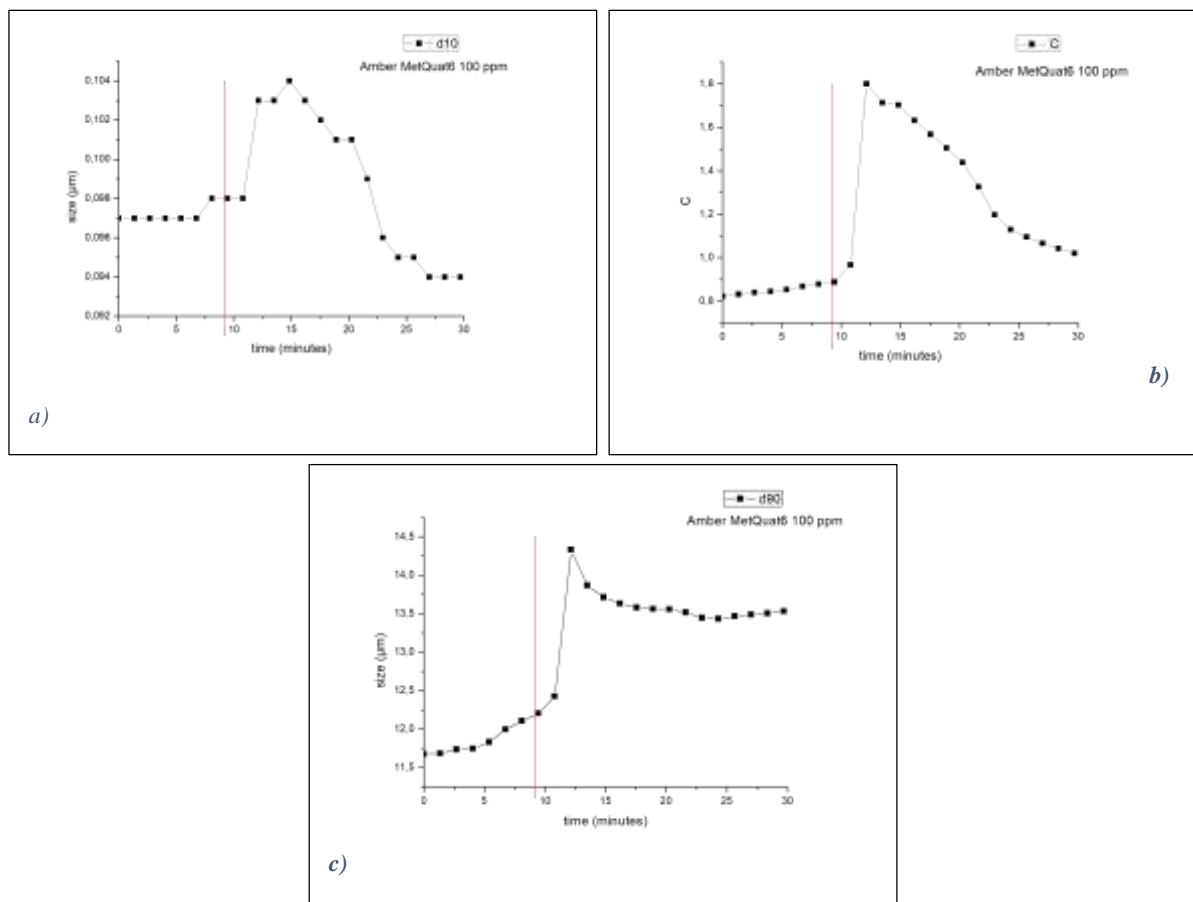 d10
Amber MetQuat6 100 ppm
0,104
0,102
0,100
0,098
0,096
0,094
0,092
size (µm)
0 5 10 15 20 25 30
time (minutes)
a)
C
Amber MetQuat6 100 ppm
1,8
1,6
1,4
1,2
1,0
0,8
C
0 5 10 15 20 25 30
time (minutes)
b)
d90
Amber MetQuat6 100 ppm
14,5
14,0
13,5
13,0
12,5
12,0
11,5
size (µm)
0 5 10 15 20 25 30
time (minutes)
c)